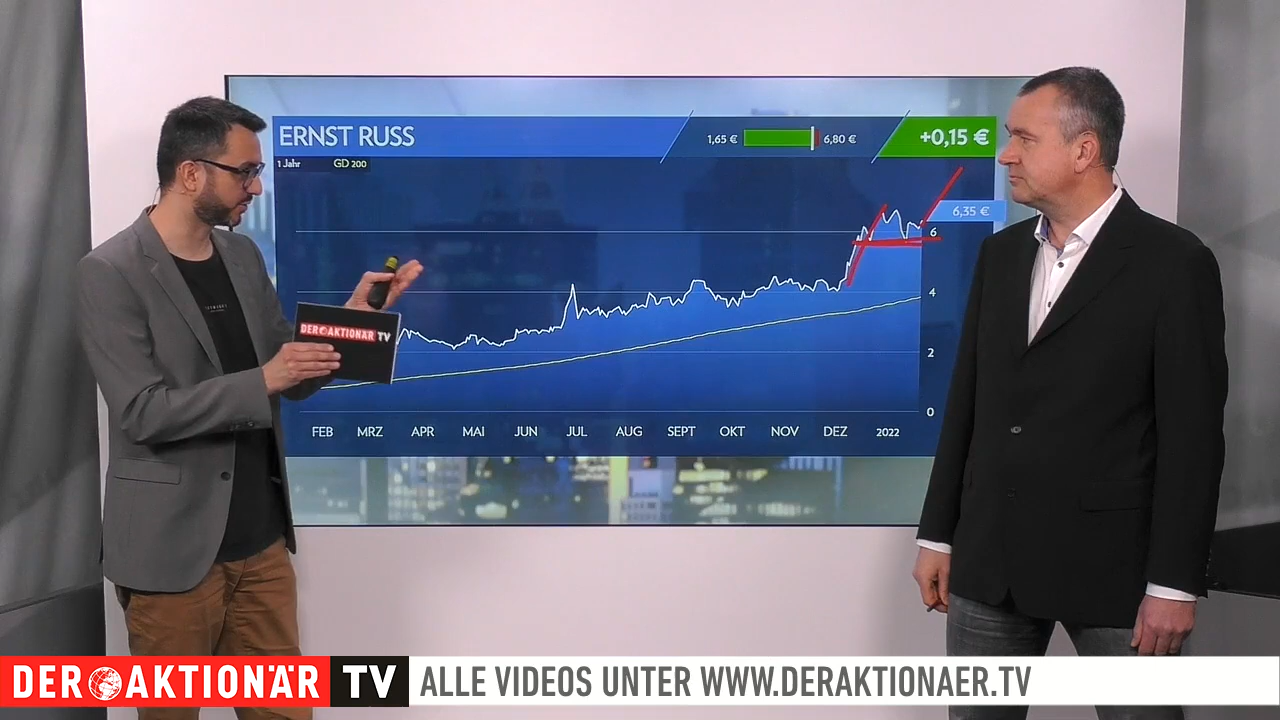 ERNST RUSS
1,65 €
6,80 €
+0,15 €
1 Jahr
GD 200
6,35 €
6
4
2
0
FEB MRZ APR MAI JUN JUL AUG SEPT OKT NOV DEZ 2022
DER AKTIONÄR TV
DER AKTIONÄR TV
ALLE VIDEOS UNTER WWW.DERAKTIONAER.TV